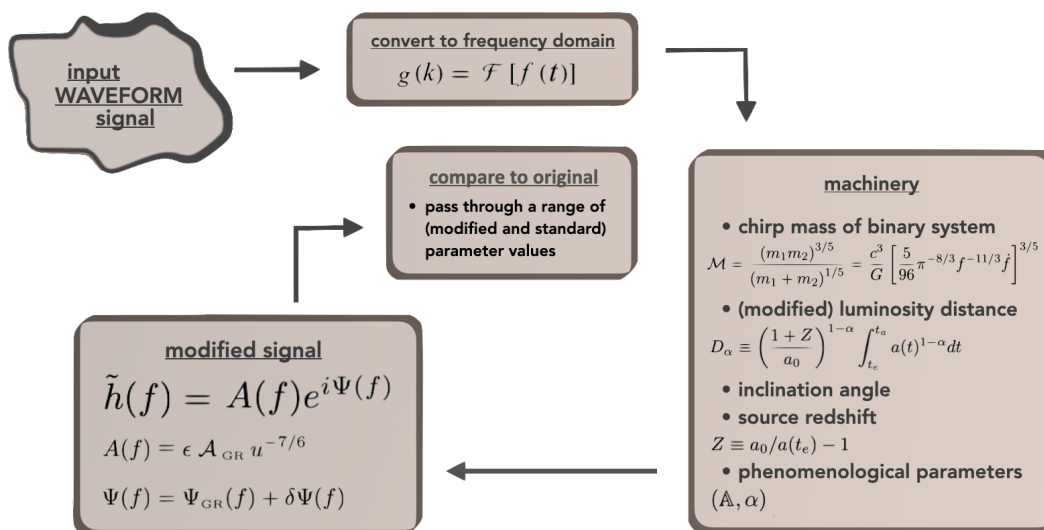 input
WAVEFORM
signal
convert to frequency domain
g(k) = ℱ [f(t)]
machinery
• chirp mass of binary system
ℳ = (m₁m₂)^{3/5} / (m₁ + m₂)^{1/5} = c³/G [5/96 π^{-8/3} f^{-11/3} ḟ]^{3/5}
• (modified) luminosity distance
D_α ≡ ((1 + Z)/a₀)^{1-α} ∫_{t_e}^{t_a} a(t)^{1-α} dt
• inclination angle
• source redshift
Z ≡ a₀/a(t_e) − 1
• phenomenological parameters
(𝔸, α)
modified signal
h̃(f) = A(f)e^{iΨ(f)}
A(f) = ϵ 𝒜_GR u^{-7/6}
Ψ(f) = Ψ_GR(f) + δΨ(f)
compare to original
• pass through a range of
(modified and standard)
parameter values